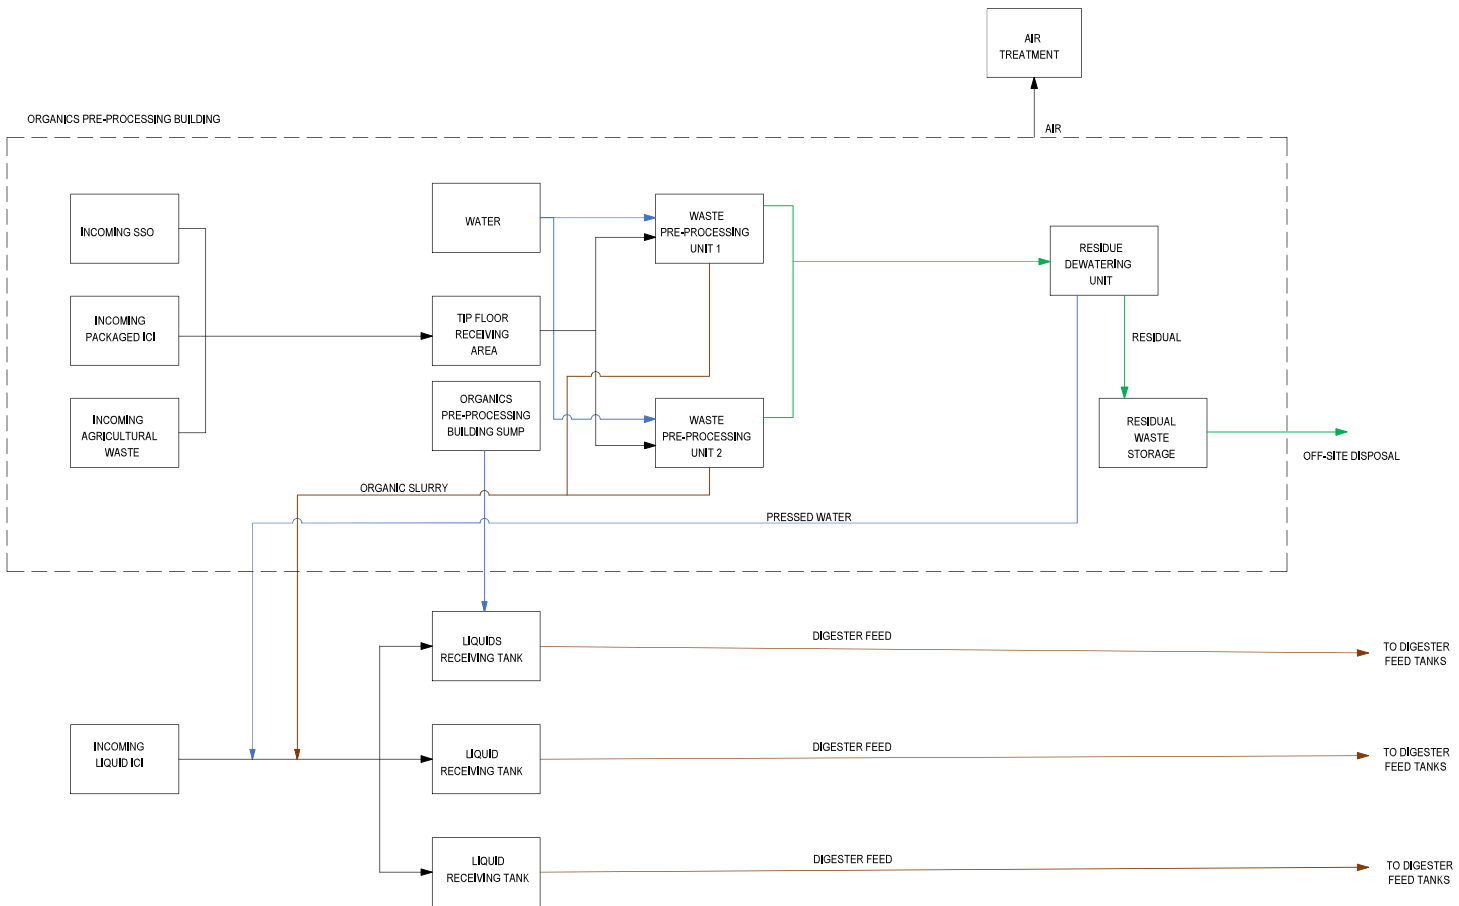 AIR
TREATMENT
ORGANICS PRE-PROCESSING BUILDING
AIR
INCOMING SSO
WATER
WASTE
PRE-PROCESSING
UNIT 1
RESIDUE
DEWATERING
UNIT
INCOMING
PACKAGED ICI
TIP FLOOR
RECEIVING
AREA
RESIDUAL
INCOMING
AGRICULTURAL
WASTE
ORGANICS
PRE-PROCESSING
BUILDING SUMP
WASTE
PRE-PROCESSING
UNIT 2
RESIDUAL
WASTE
STORAGE
OFF-SITE DISPOSAL
ORGANIC SLURRY
PRESSED WATER
LIQUIDS
RECEIVING TANK
DIGESTER FEED
TO DIGESTER
FEED TANKS
INCOMING
LIQUID ICI
LIQUID
RECEIVING TANK
DIGESTER FEED
TO DIGESTER
FEED TANKS
LIQUID
RECEIVING TANK
DIGESTER FEED
TO DIGESTER
FEED TANKS